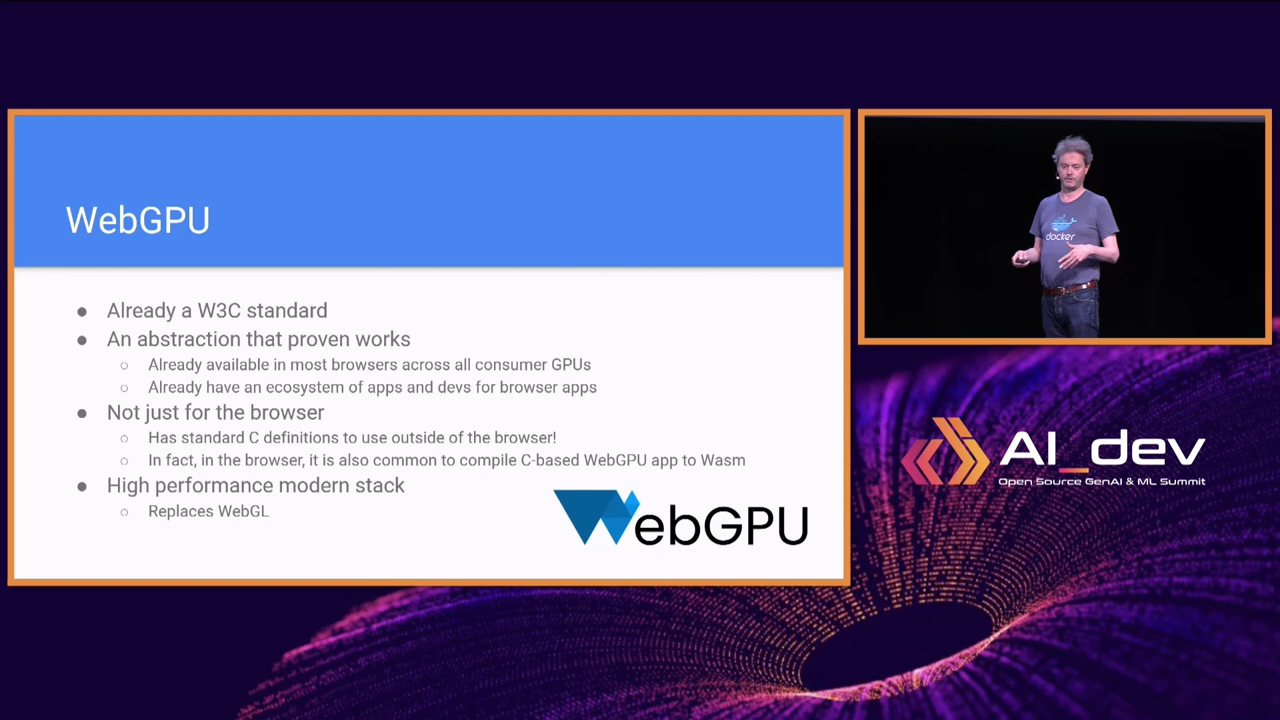 WebGPU
● Already a W3C standard
● An abstraction that proven works
○ Already available in most browsers across all consumer GPUs
○ Already have an ecosystem of apps and devs for browser apps
● Not just for the browser
○ Has standard C definitions to use outside of the browser!
○ In fact, in the browser, it is also common to compile C-based WebGPU app to Wasm
● High performance modern stack
○ Replaces WebGL
WebGPU
docker
AI_dev
Open Source GenAI & ML Summit